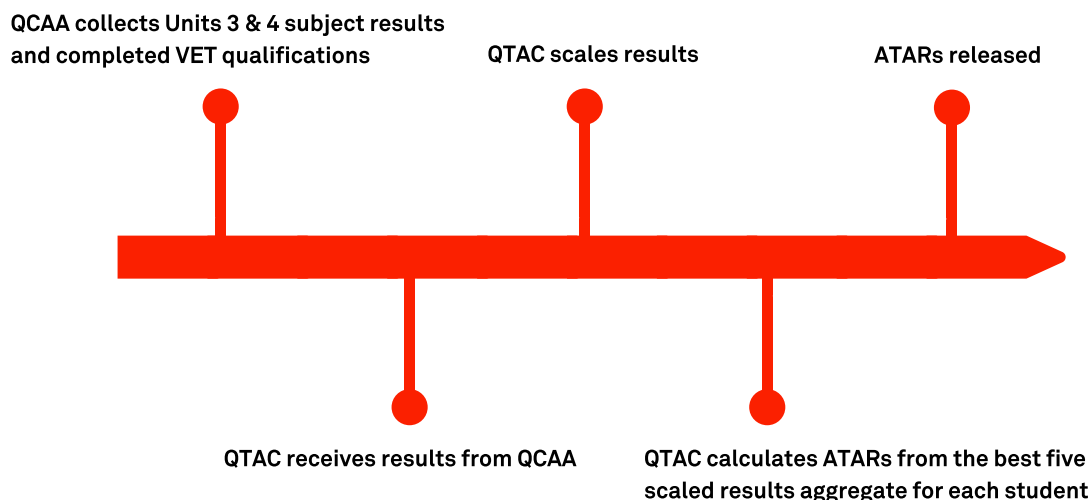 QCAA collects Units 3 & 4 subject results
and completed VET qualifications
QTAC receives results from QCAA
QTAC scales results
QTAC calculates ATARs from the best five
scaled results aggregate for each student
ATARs released